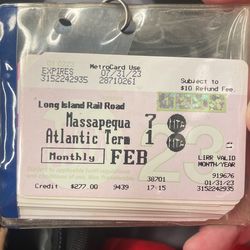 MetroCard Use
EXPIRES 07/31/23
3152242935 28710261
Subject to
$10 Refund Fee.
Long Island Rail Road
Massapequa 7
Atlantic Term 1
Monthly FEB
LIRR VALID
MONTH/YEAR
919676
01/31/23
Credit $277.00 9439 17:15 3152242935